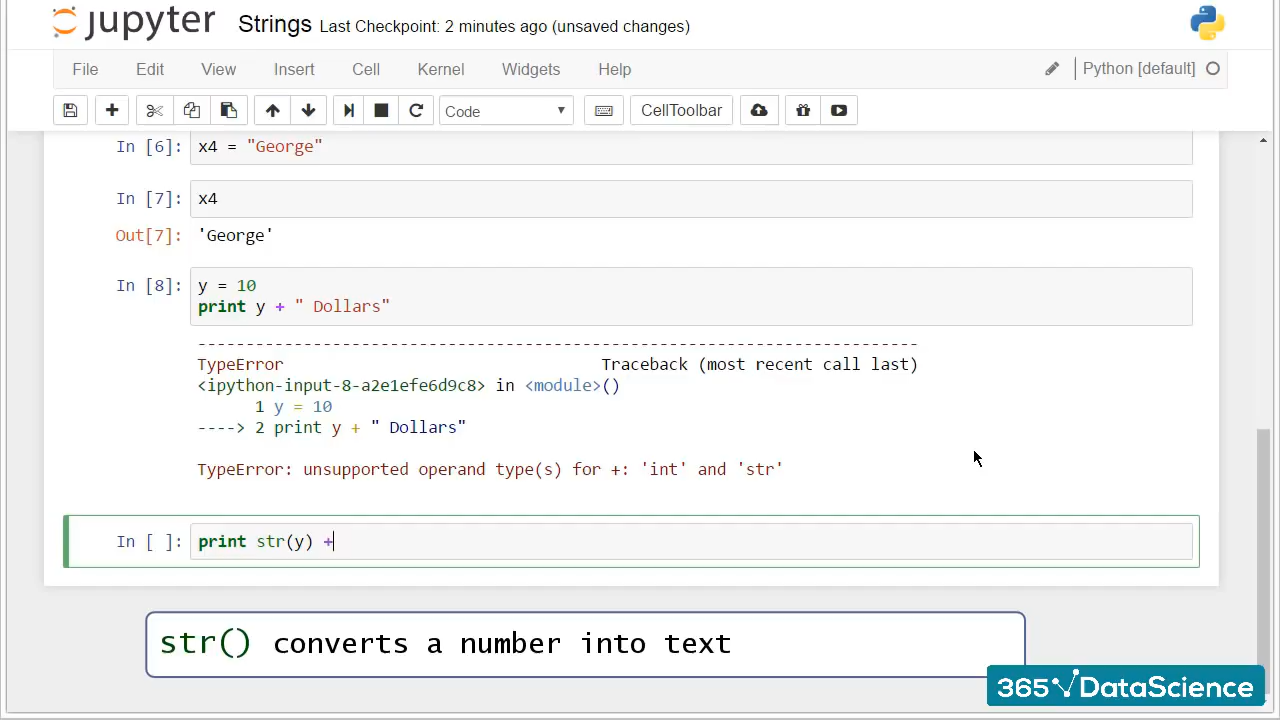 jupyter Strings Last Checkpoint: 2 minutes ago (unsaved changes)
File Edit View Insert Cell Kernel Widgets Help Python [default]
Code CellToolbar
In [6]: x4 = "George"
In [7]: x4
Out[7]: 'George'
In [8]: y = 10
print y + " Dollars"
---------------------------------------------------------------------------
TypeError Traceback (most recent call last)
<ipython-input-8-a2e1efe6d9c8> in <module>()
1 y = 10
----> 2 print y + " Dollars"
TypeError: unsupported operand type(s) for +: 'int' and 'str'
In [ ]: print str(y) +
str() converts a number into text
365 DataScience